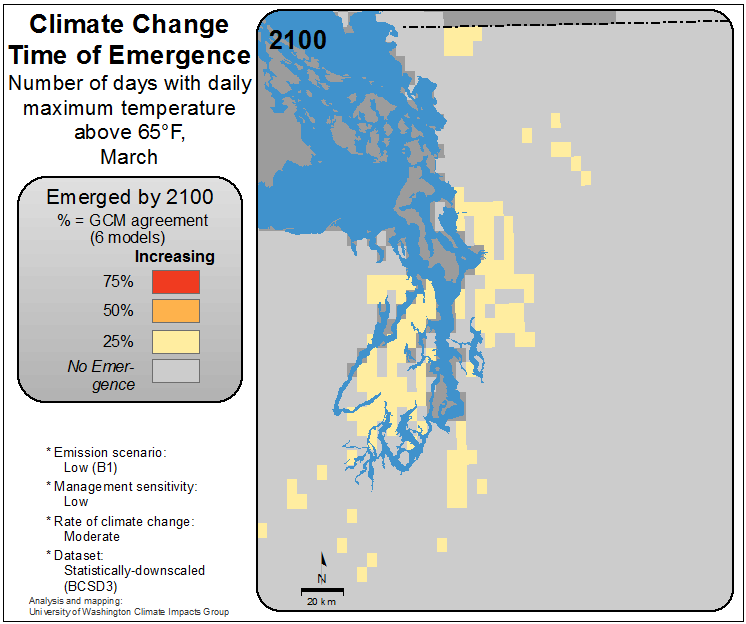 Climate Change
Time of Emergence
Number of days with daily
maximum temperature
above 65°F,
March
2100
Emerged by 2100
% = GCM agreement
(6 models)
Increasing
75%
50%
25%
No Emer-
gence
* Emission scenario:
Low (B1)
* Management sensitivity:
Low
* Rate of climate change:
Moderate
* Dataset:
Statistically-downscaled
(BCSD3)
Analysis and mapping:
University of Washington Climate Impacts Group
N
20 km